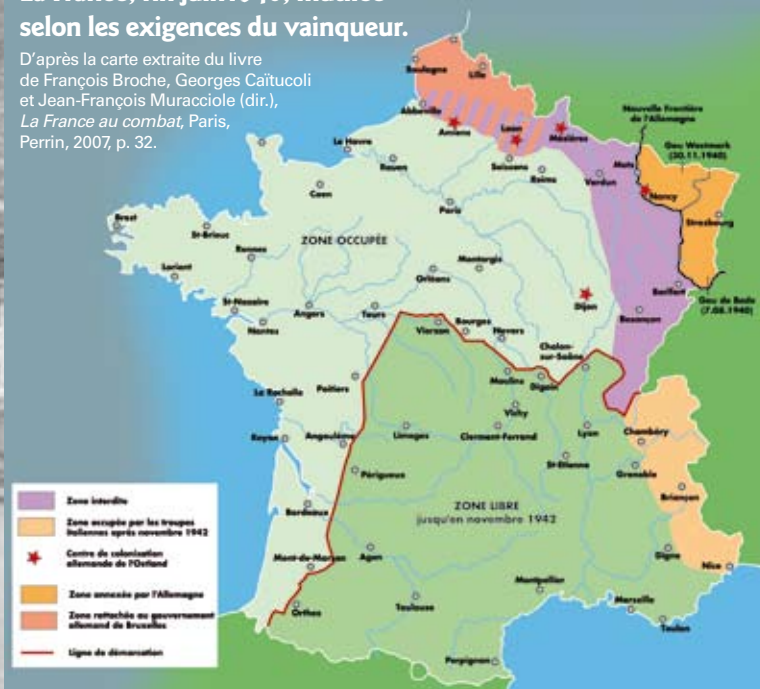 selon les exigences du vainqueur.
D'après la carte extraite du livre
de François Broche, Georges Caïtucoli
et Jean-François Muracciole (dir.),
La France au combat, Paris,
Perrin, 2007, p. 32.
Boulogne
Lille
Abbeville
Amiens
Laon
Mézières
Nouvelle Frontière
de l'Allemagne
Gau Westmark
(30.11.1940)
Le Havre
Rouen
Soissons
Reims
Verdun
Metz
Nancy
Strasbourg
Caen
Paris
Brest
St-Brieuc
Rennes
ZONE OCCUPÉE
Lorient
Orléans
Montargis
Dijon
Belfort
Gau de Bade
(7.08.1940)
St-Nazaire
Nantes
Angers
Tours
Vierzon
Bourges
Nevers
Besançon
Chalon-
sur-Saône
Poitiers
Moulins
Digoin
La Rochelle
Vichy
Royan
Angoulême
Limoges
Clermont-Ferrand
Lyon
Chambéry
St-Etienne
Grenoble
Périgueux
Briançon
Bordeaux
ZONE LIBRE
jusqu'en novembre 1942
Mont-de-Marsan
Agen
Digne
Nice
Orthez
Toulouse
Montpellier
Marseille
Toulon
Perpignan
Zone interdite
Zone occupée par les troupes
italiennes après novembre 1942
Centre de colonisation
allemande de l'Ostland
Zone annexée par l'Allemagne
Zone rattachée au gouvernement
allemand de Bruxelles
Ligne de démarcation